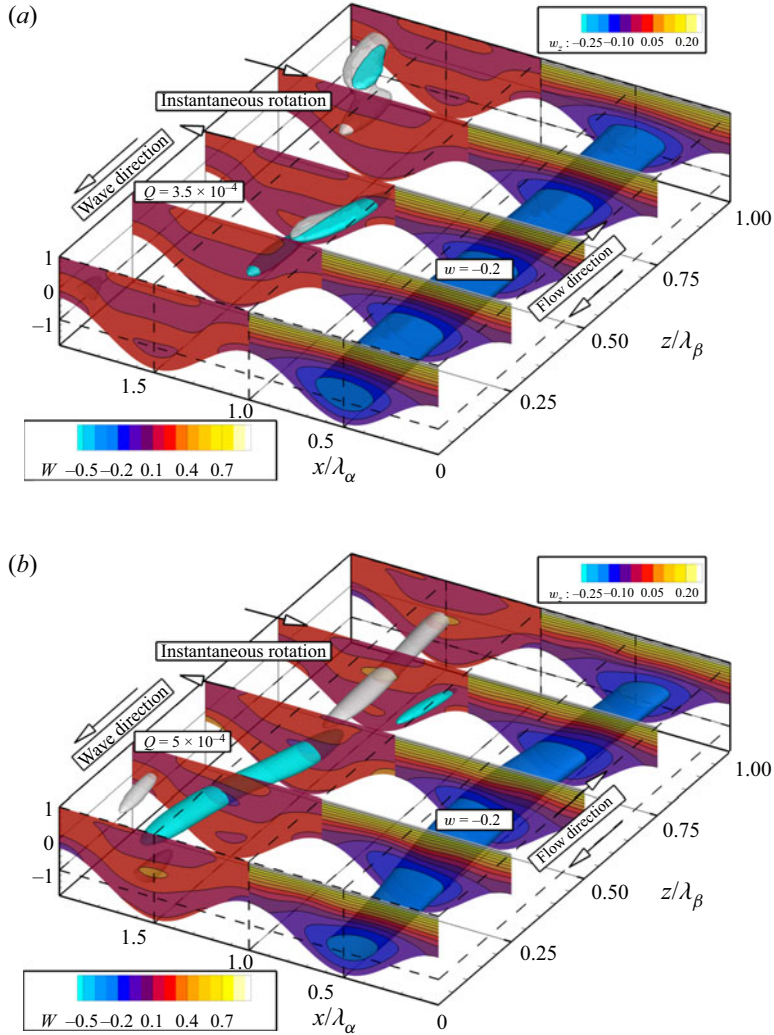 (a)
w_z : −0.25 −0.10 0.05 0.20
Instantaneous rotation
Wave direction
Q = 3.5 × 10⁻⁴
1.00
1
w = −0.2
Flow direction
0.75
0
0.50
z/λ_β
−1
0.25
1.5
1.0
0.5
x/λ_α
0
W −0.5 −0.2 0.1 0.4 0.7
(b)
w_z : −0.25 −0.10 0.05 0.20
Instantaneous rotation
Wave direction
Q = 5 × 10⁻⁴
1.00
1
w = −0.2
Flow direction
0.75
0
0.50
z/λ_β
−1
0.25
1.5
1.0
0.5
x/λ_α
0
W −0.5 −0.2 0.1 0.4 0.7